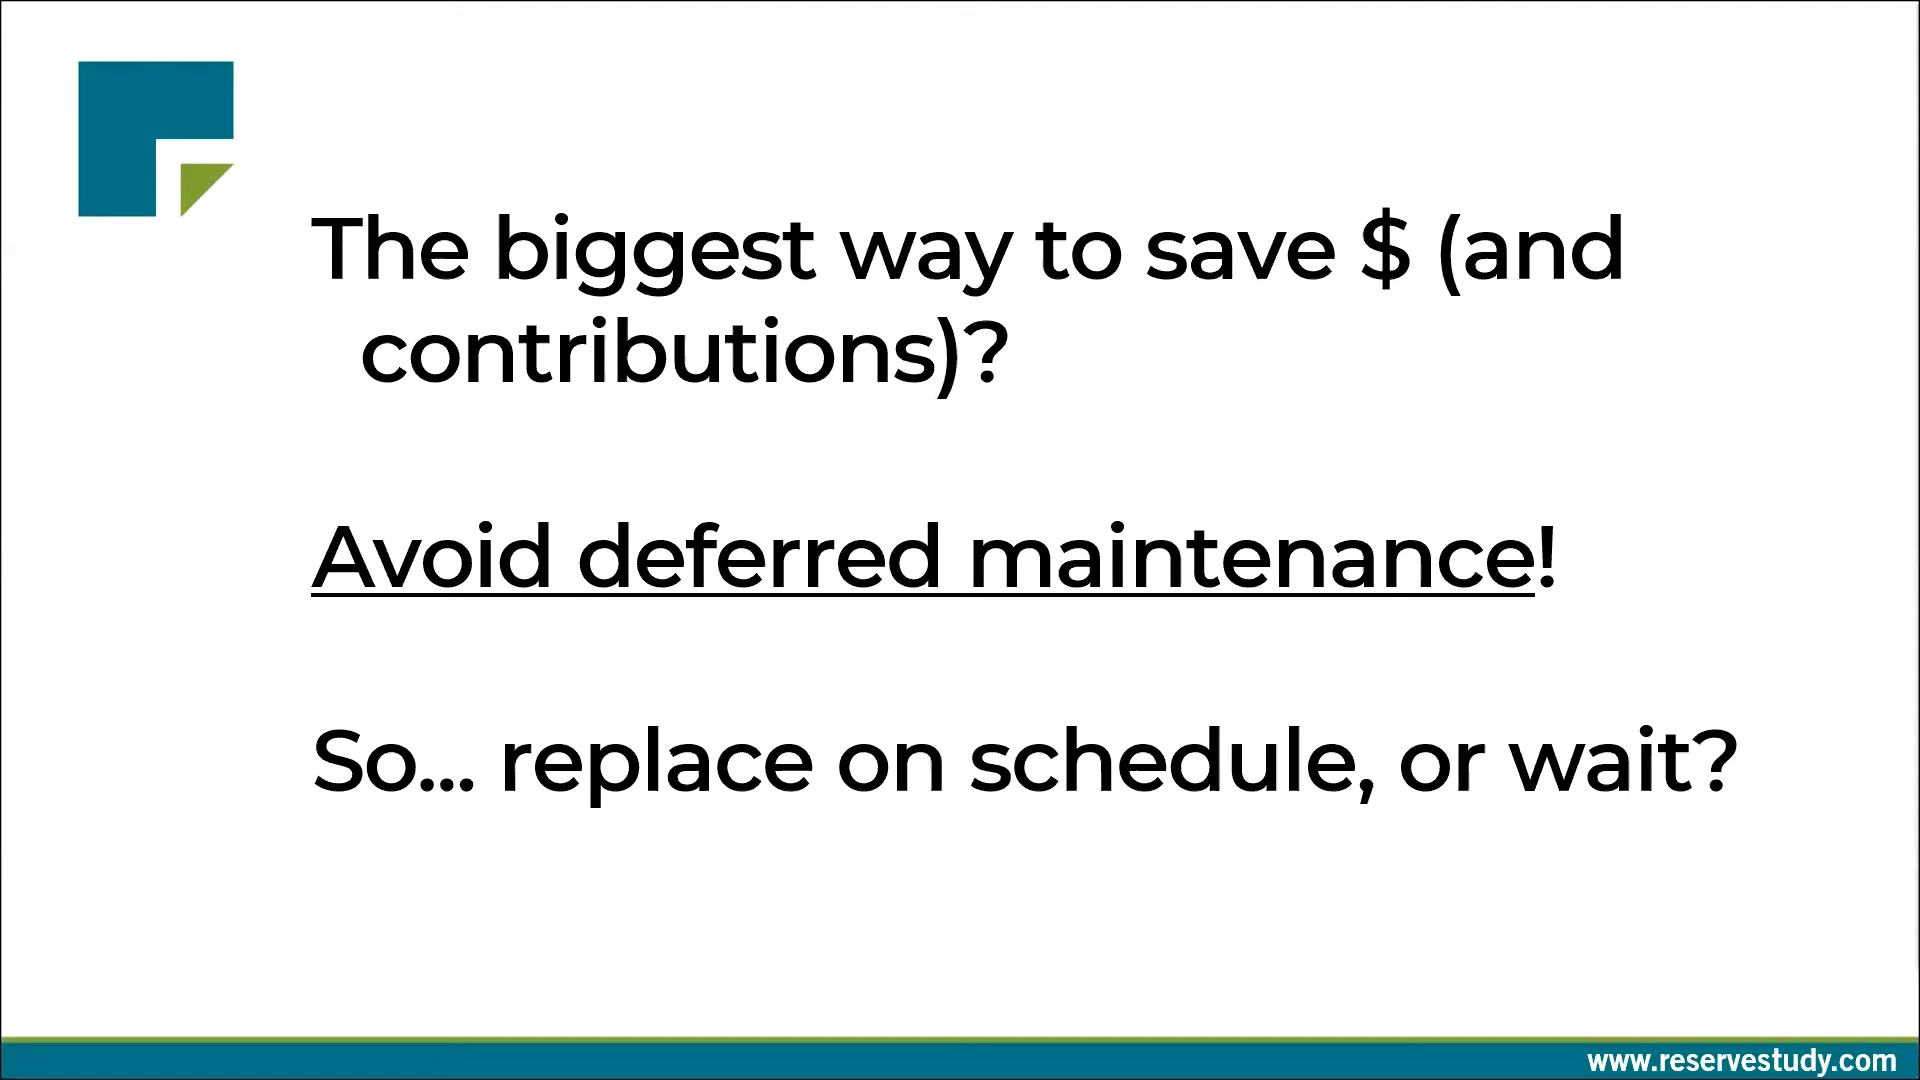 The biggest way to save $ (and
contributions)?
Avoid deferred maintenance!
So... replace on schedule, or wait?
www.reservestudy.com